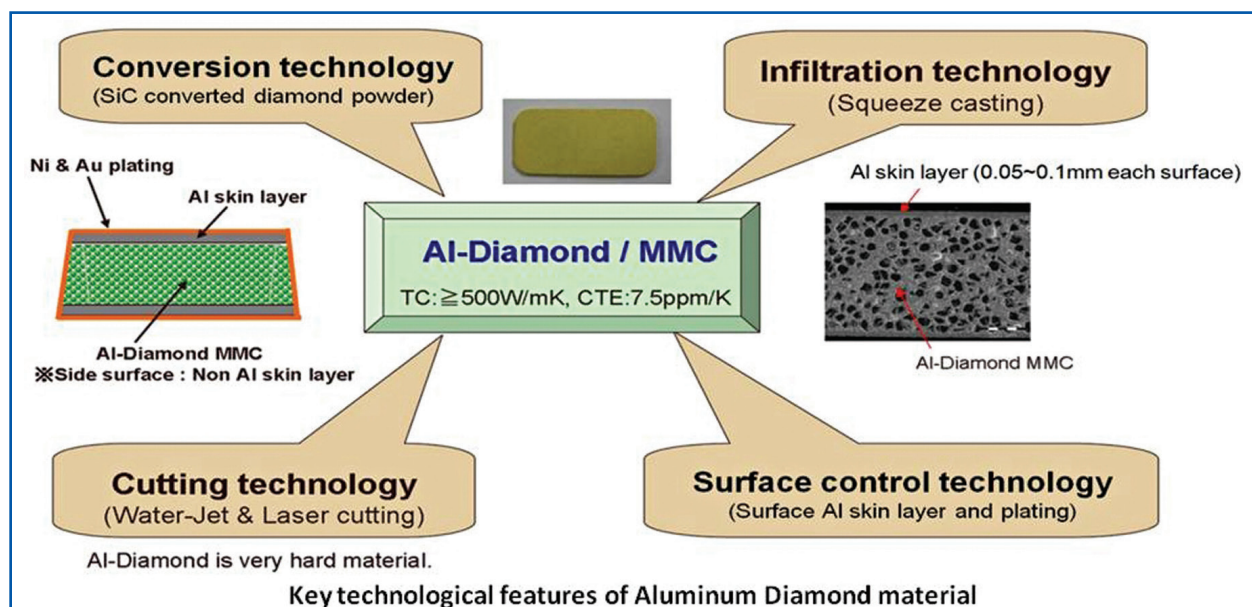 Conversion technology
(SiC converted diamond powder)
Infiltration technology
(Squeeze casting)
Ni & Au plating
Al skin layer
Al skin layer (0.05~0.1mm each surface)
Al-Diamond / MMC
TC:≧500W/mK, CTE:7.5ppm/K
Al-Diamond MMC
※Side surface : Non Al skin layer
Al-Diamond MMC
Cutting technology
(Water-Jet & Laser cutting)
Al-Diamond is very hard material.
Surface control technology
(Surface Al skin layer and plating)
Key technological features of Aluminum Diamond material